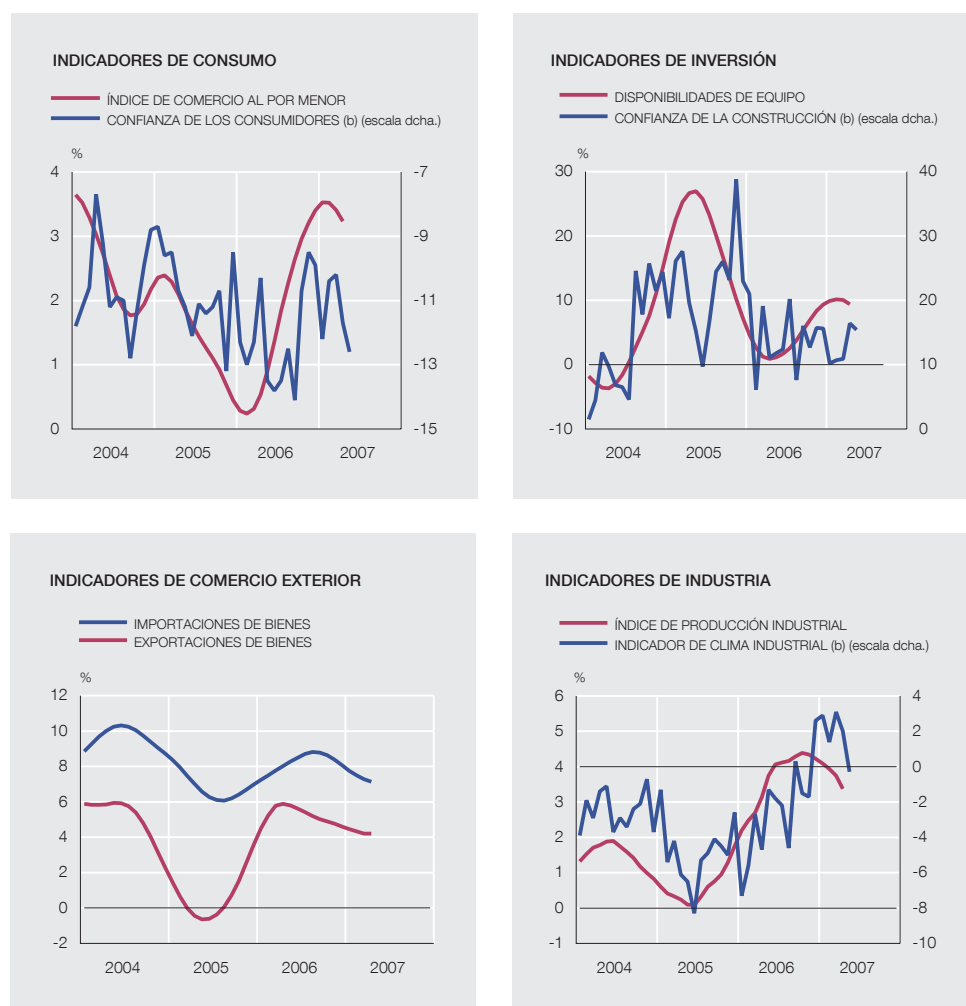 INDICADORES DE CONSUMO
ÍNDICE DE COMERCIO AL POR MENOR
CONFIANZA DE LOS CONSUMIDORES (b) (escala dcha.)
%
4 -7
3 -9
2 -11
1 -13
0 -15
2004 2005 2006 2007
INDICADORES DE INVERSIÓN
DISPONIBILIDADES DE EQUIPO
CONFIANZA DE LA CONSTRUCCIÓN (b) (escala dcha.)
%
30 40
20 30
10 20
0 10
-10 0
2004 2005 2006 2007
INDICADORES DE COMERCIO EXTERIOR
IMPORTACIONES DE BIENES
EXPORTACIONES DE BIENES
%
12
10
8
6
4
2
0
-2
2004 2005 2006 2007
INDICADORES DE INDUSTRIA
ÍNDICE DE PRODUCCIÓN INDUSTRIAL
INDICADOR DE CLIMA INDUSTRIAL (b) (escala dcha.)
%
6 4
5 2
4 0
3 -2
2 -4
1 -6
0 -8
-1 -10
2004 2005 2006 2007